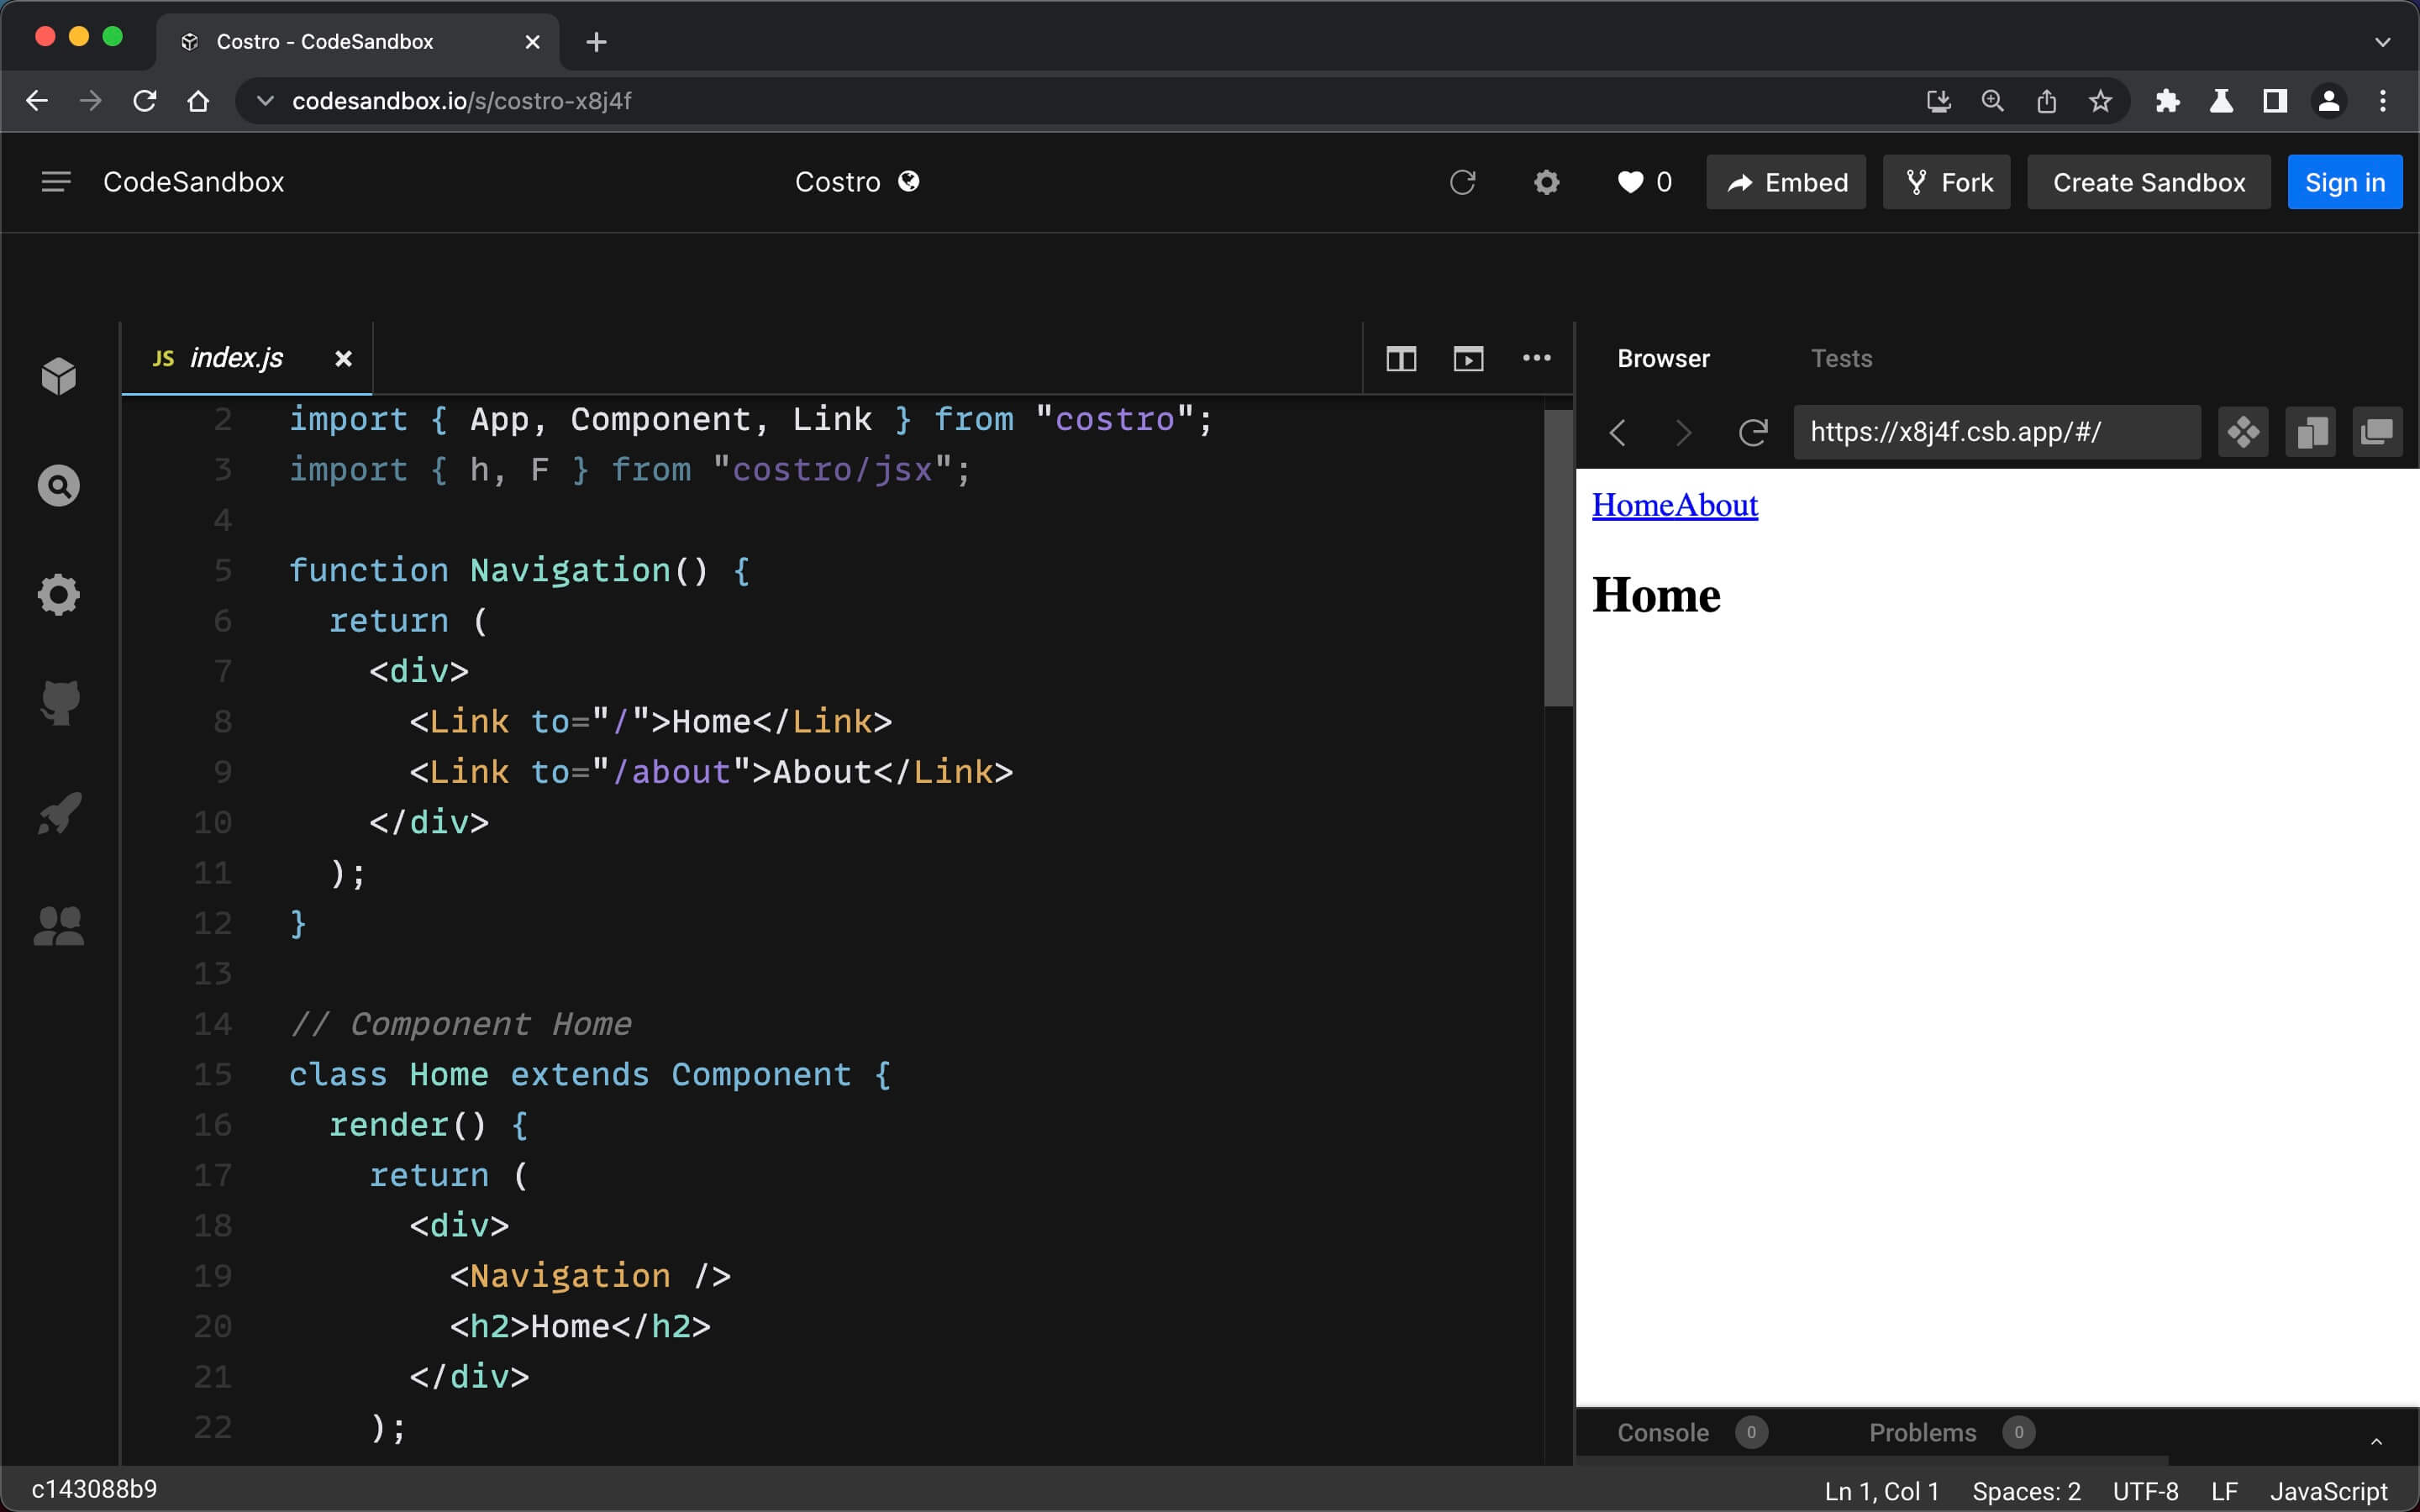 Costro - CodeSandbox
codesandbox.io/s/costro-x8j4f
CodeSandbox
Costro
0
Embed
Fork
Create Sandbox
Sign in
JS index.js
2 import { App, Component, Link } from "costro";
3 import { h, F } from "costro/jsx";
4
5 function Navigation() {
6 return (
7 <div>
8 <Link to="/">Home</Link>
9 <Link to="/about">About</Link>
10 </div>
11 );
12 }
13
14 // Component Home
15 class Home extends Component {
16 render() {
17 return (
18 <div>
19 <Navigation />
20 <h2>Home</h2>
21 </div>
22 );
Browser Tests
https://x8j4f.csb.app/#/
HomeAbout
Home
Console 0 Problems 0
c143088b9
Ln 1, Col 1 Spaces: 2 UTF-8 LF JavaScript